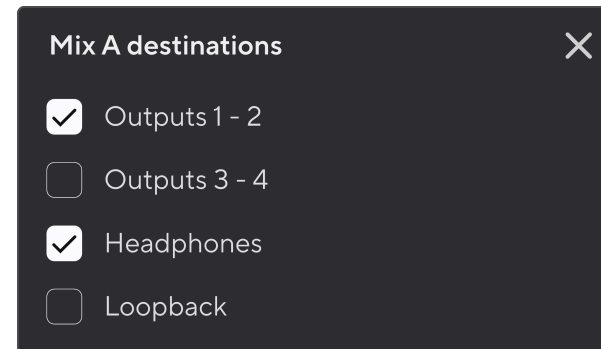 Mix A destinations
Outputs 1 - 2
Outputs 3 - 4
Headphones
Loopback